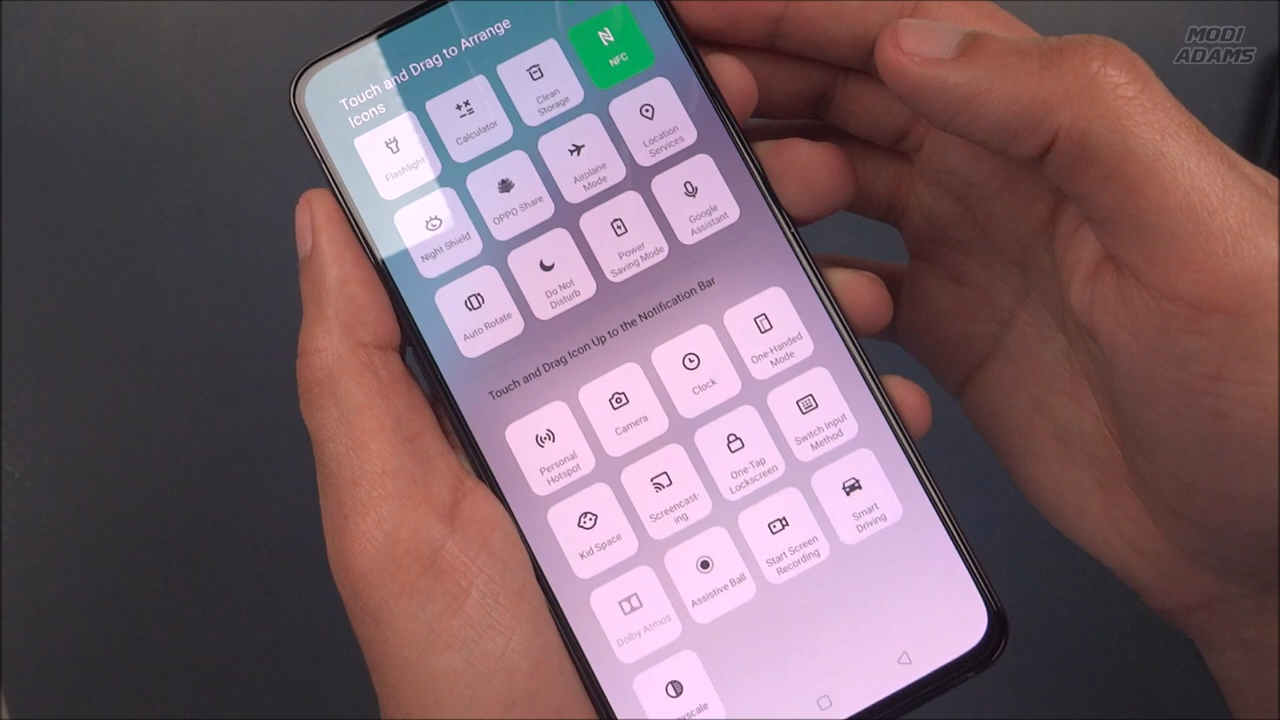 MODI
ADAMS
Touch and Drag to Arrange
Icons
Flashlight
Calculator
Clean
Storage
NFC
Night Shield
OPPO Share
Airplane
Mode
Location
Services
Auto Rotate
Do Not
Disturb
Power
Saving Mode
Google
Assistant
Touch and Drag Icon Up to the Notification Bar
Personal
Hotspot
Camera
Clock
One-Handed
Mode
Kid Space
Screencast-
ing
One-Tap
Lockscreen
Switch Input
Method
Dolby Atmos
Assistive Ball
Start Screen
Recording
Smart
Driving